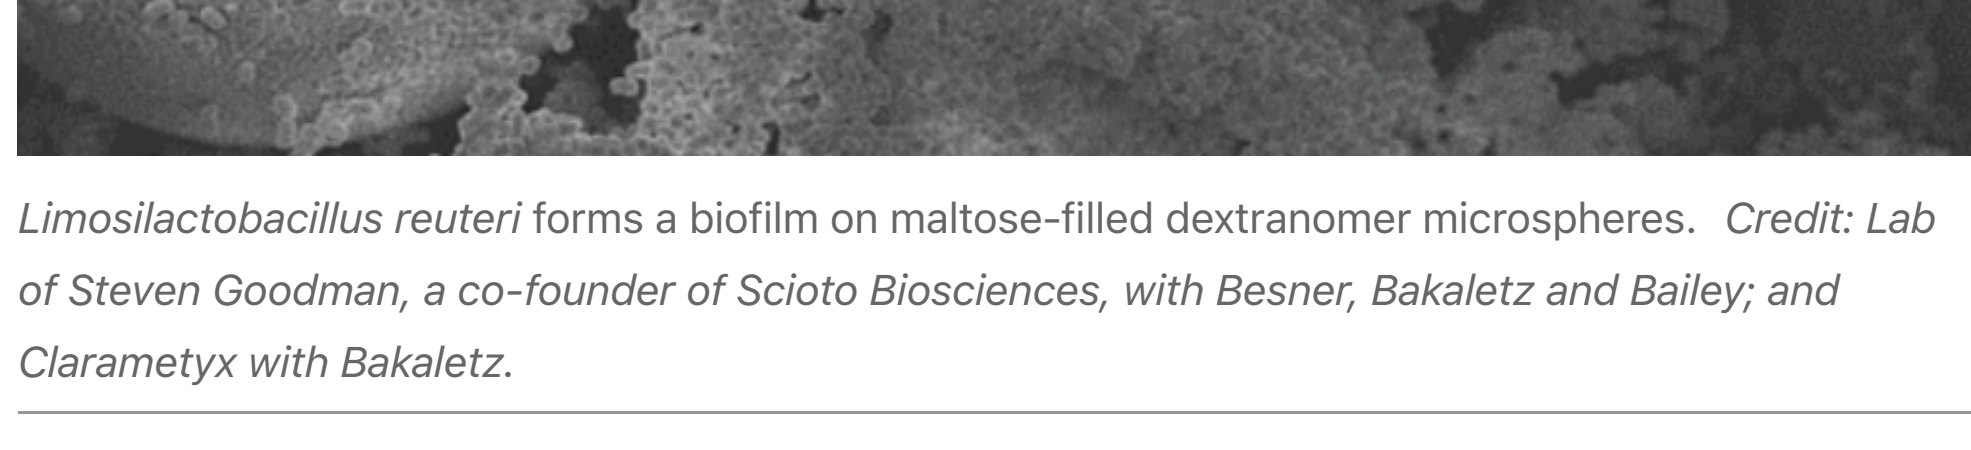 Limosilactobacillus reuteri forms a biofilm on maltose-filled dextranomer microspheres. Credit: Lab
of Steven Goodman, a co-founder of Scioto Biosciences, with Besner, Bakaletz and Bailey; and
Clarametyx with Bakaletz.